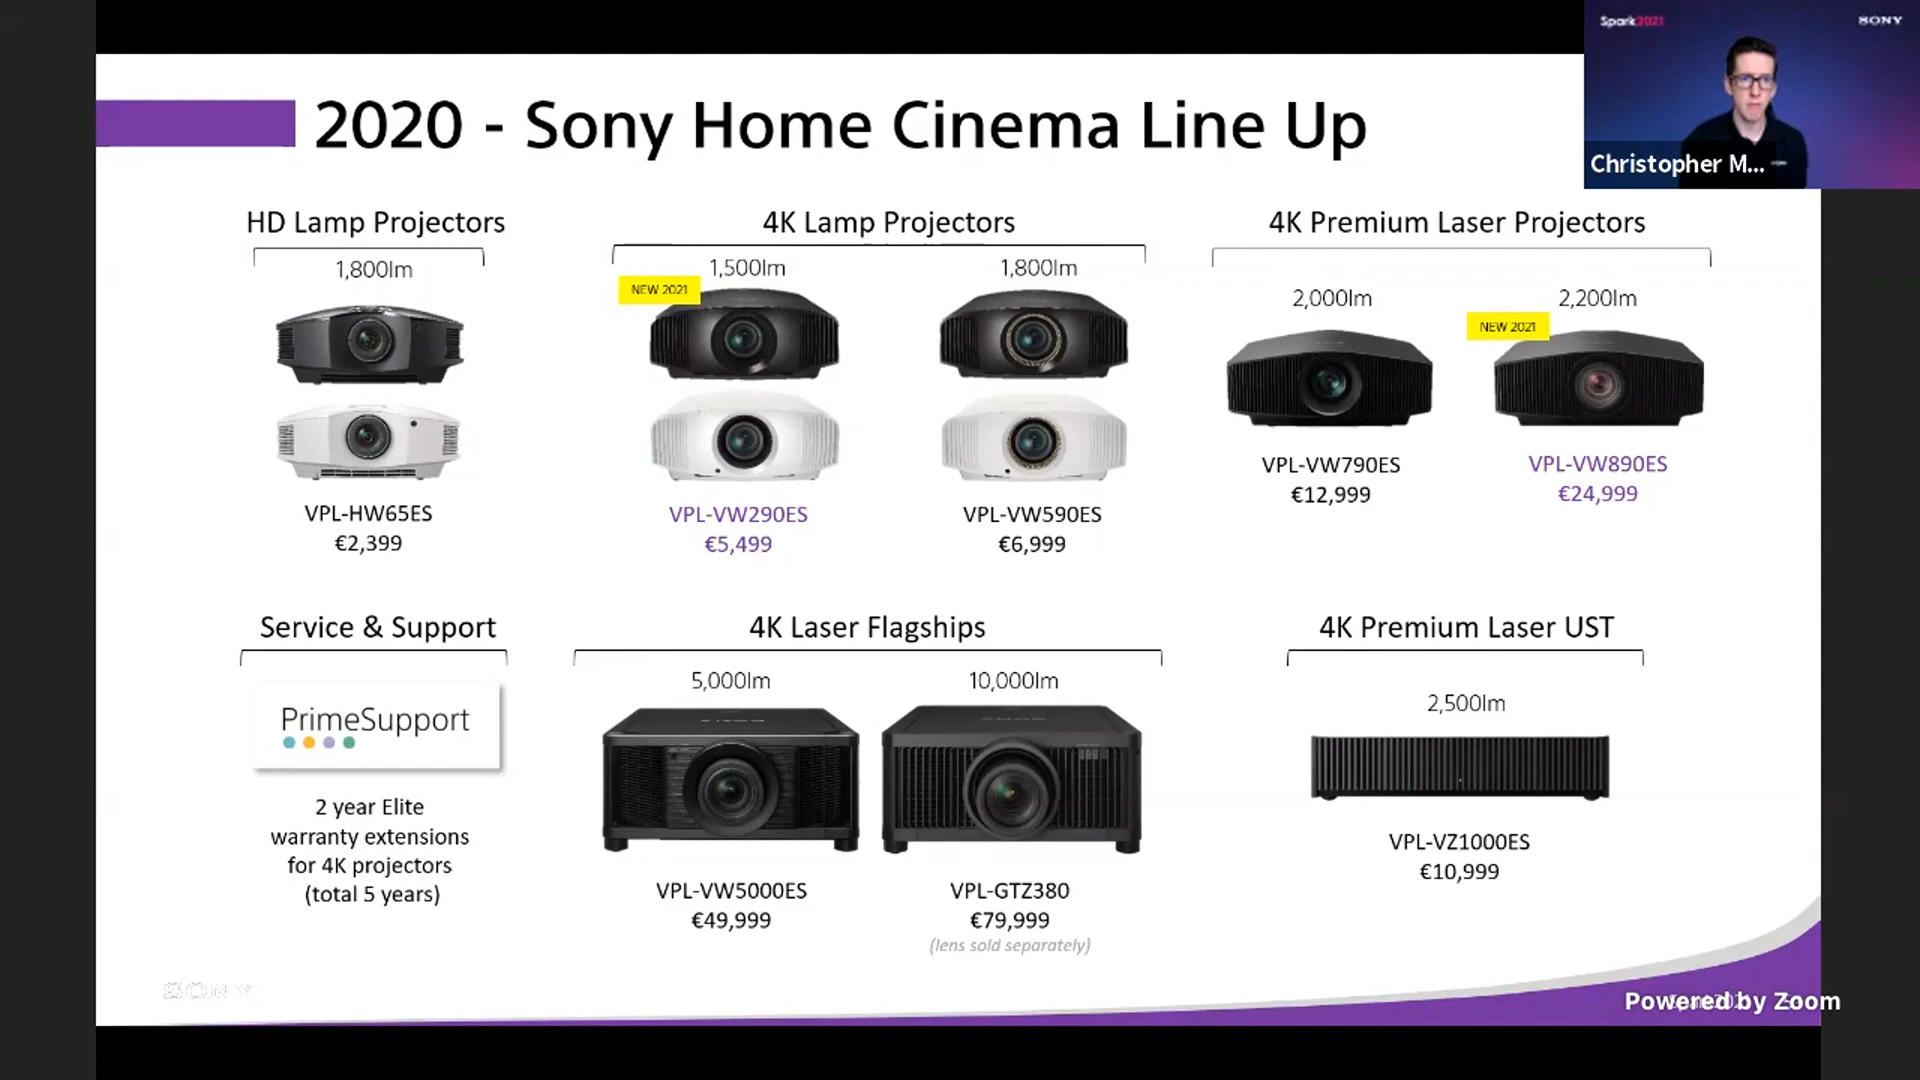 Spark2021
SONY
Christopher M...
2020 - Sony Home Cinema Line Up
HD Lamp Projectors
1,800lm
VPL-HW65ES
€2,399
4K Lamp Projectors
1,500lm
NEW 2021
VPL-VW290ES
€5,499
1,800lm
VPL-VW590ES
€6,999
4K Premium Laser Projectors
2,000lm
VPL-VW790ES
€12,999
2,200lm
NEW 2021
VPL-VW890ES
€24,999
Service & Support
PrimeSupport
2 year Elite
warranty extensions
for 4K projectors
(total 5 years)
4K Laser Flagships
5,000lm
VPL-VW5000ES
€49,999
10,000lm
VPL-GTZ380
€79,999
(lens sold separately)
4K Premium Laser UST
2,500lm
VPL-VZ1000ES
€10,999
SONY
Powered by Zoom